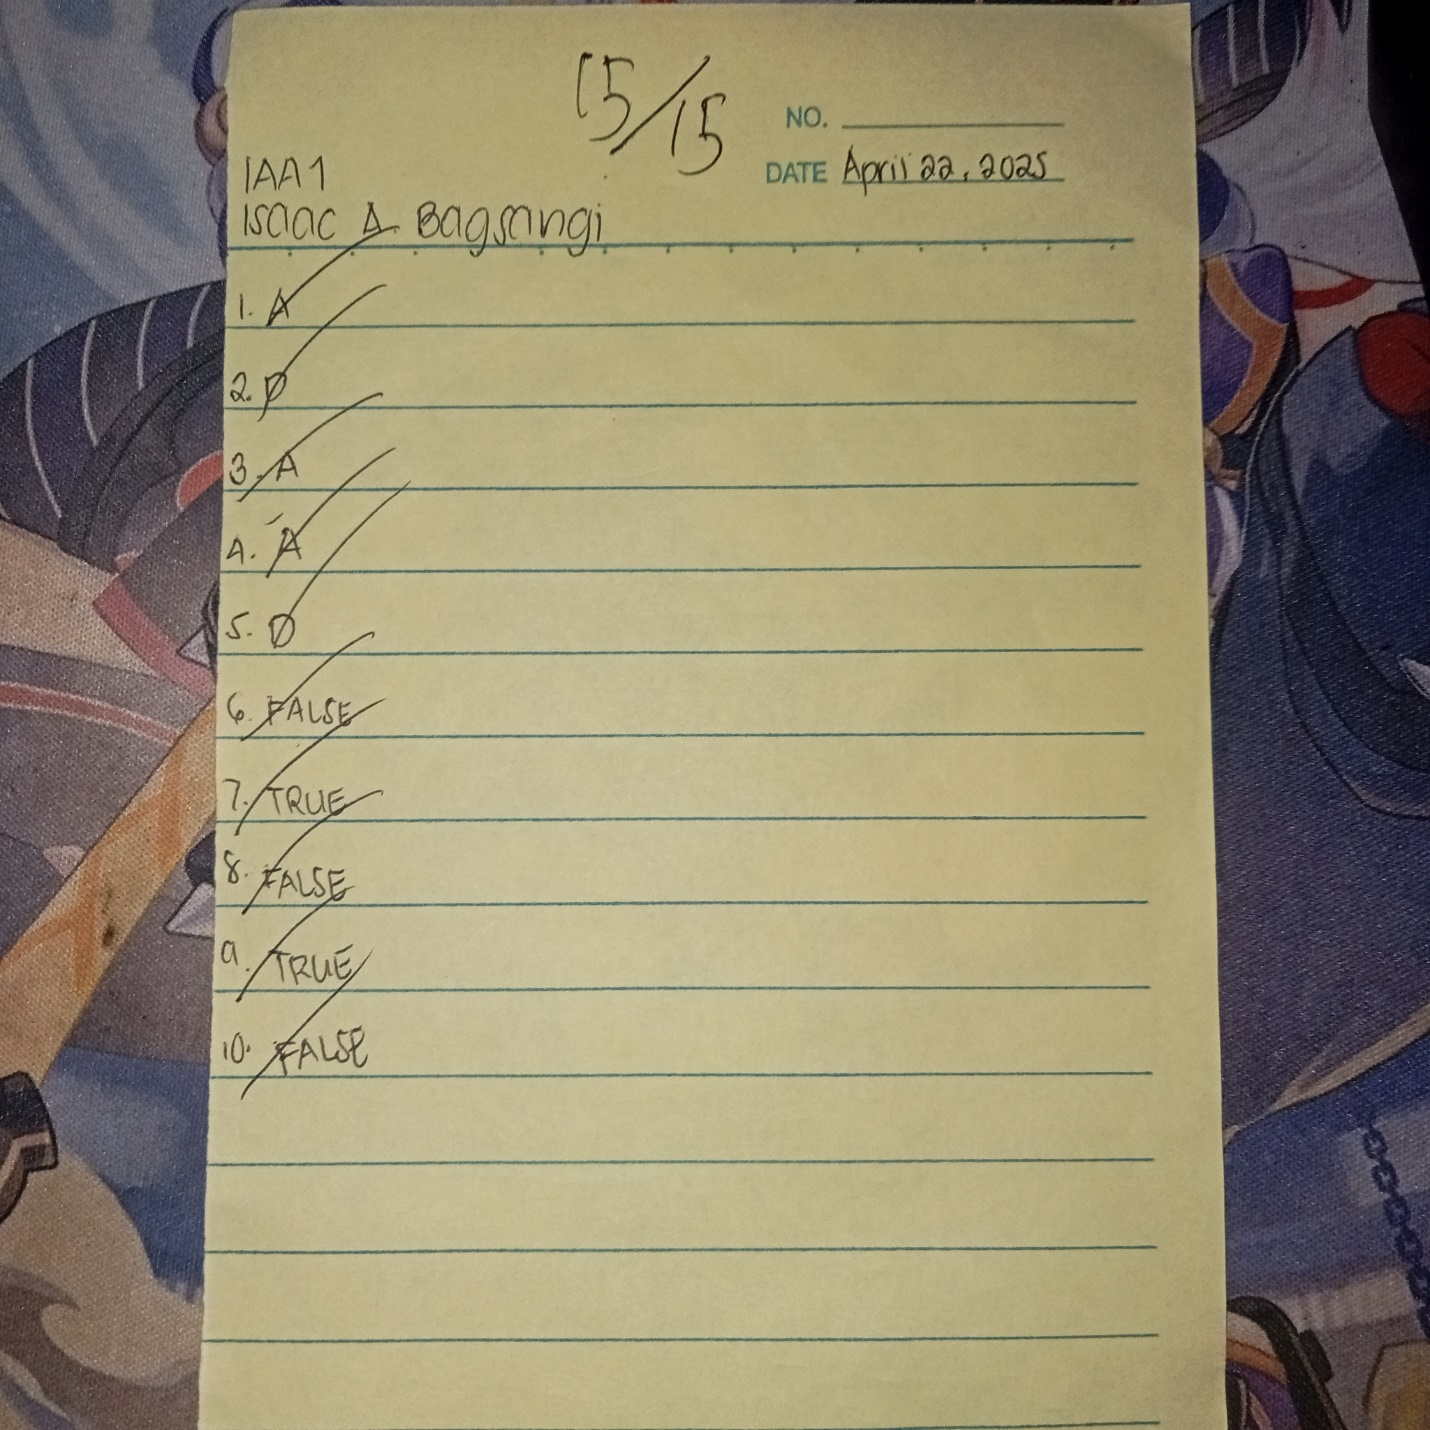 15/15
NO.
DATE April 22, 2025
IAA1
Isaac A. Bagsangi
1. A
2. D
3. A
4. A
5. D
6. FALSE
7. TRUE
8. FALSE
9. TRUE
10. FALSE